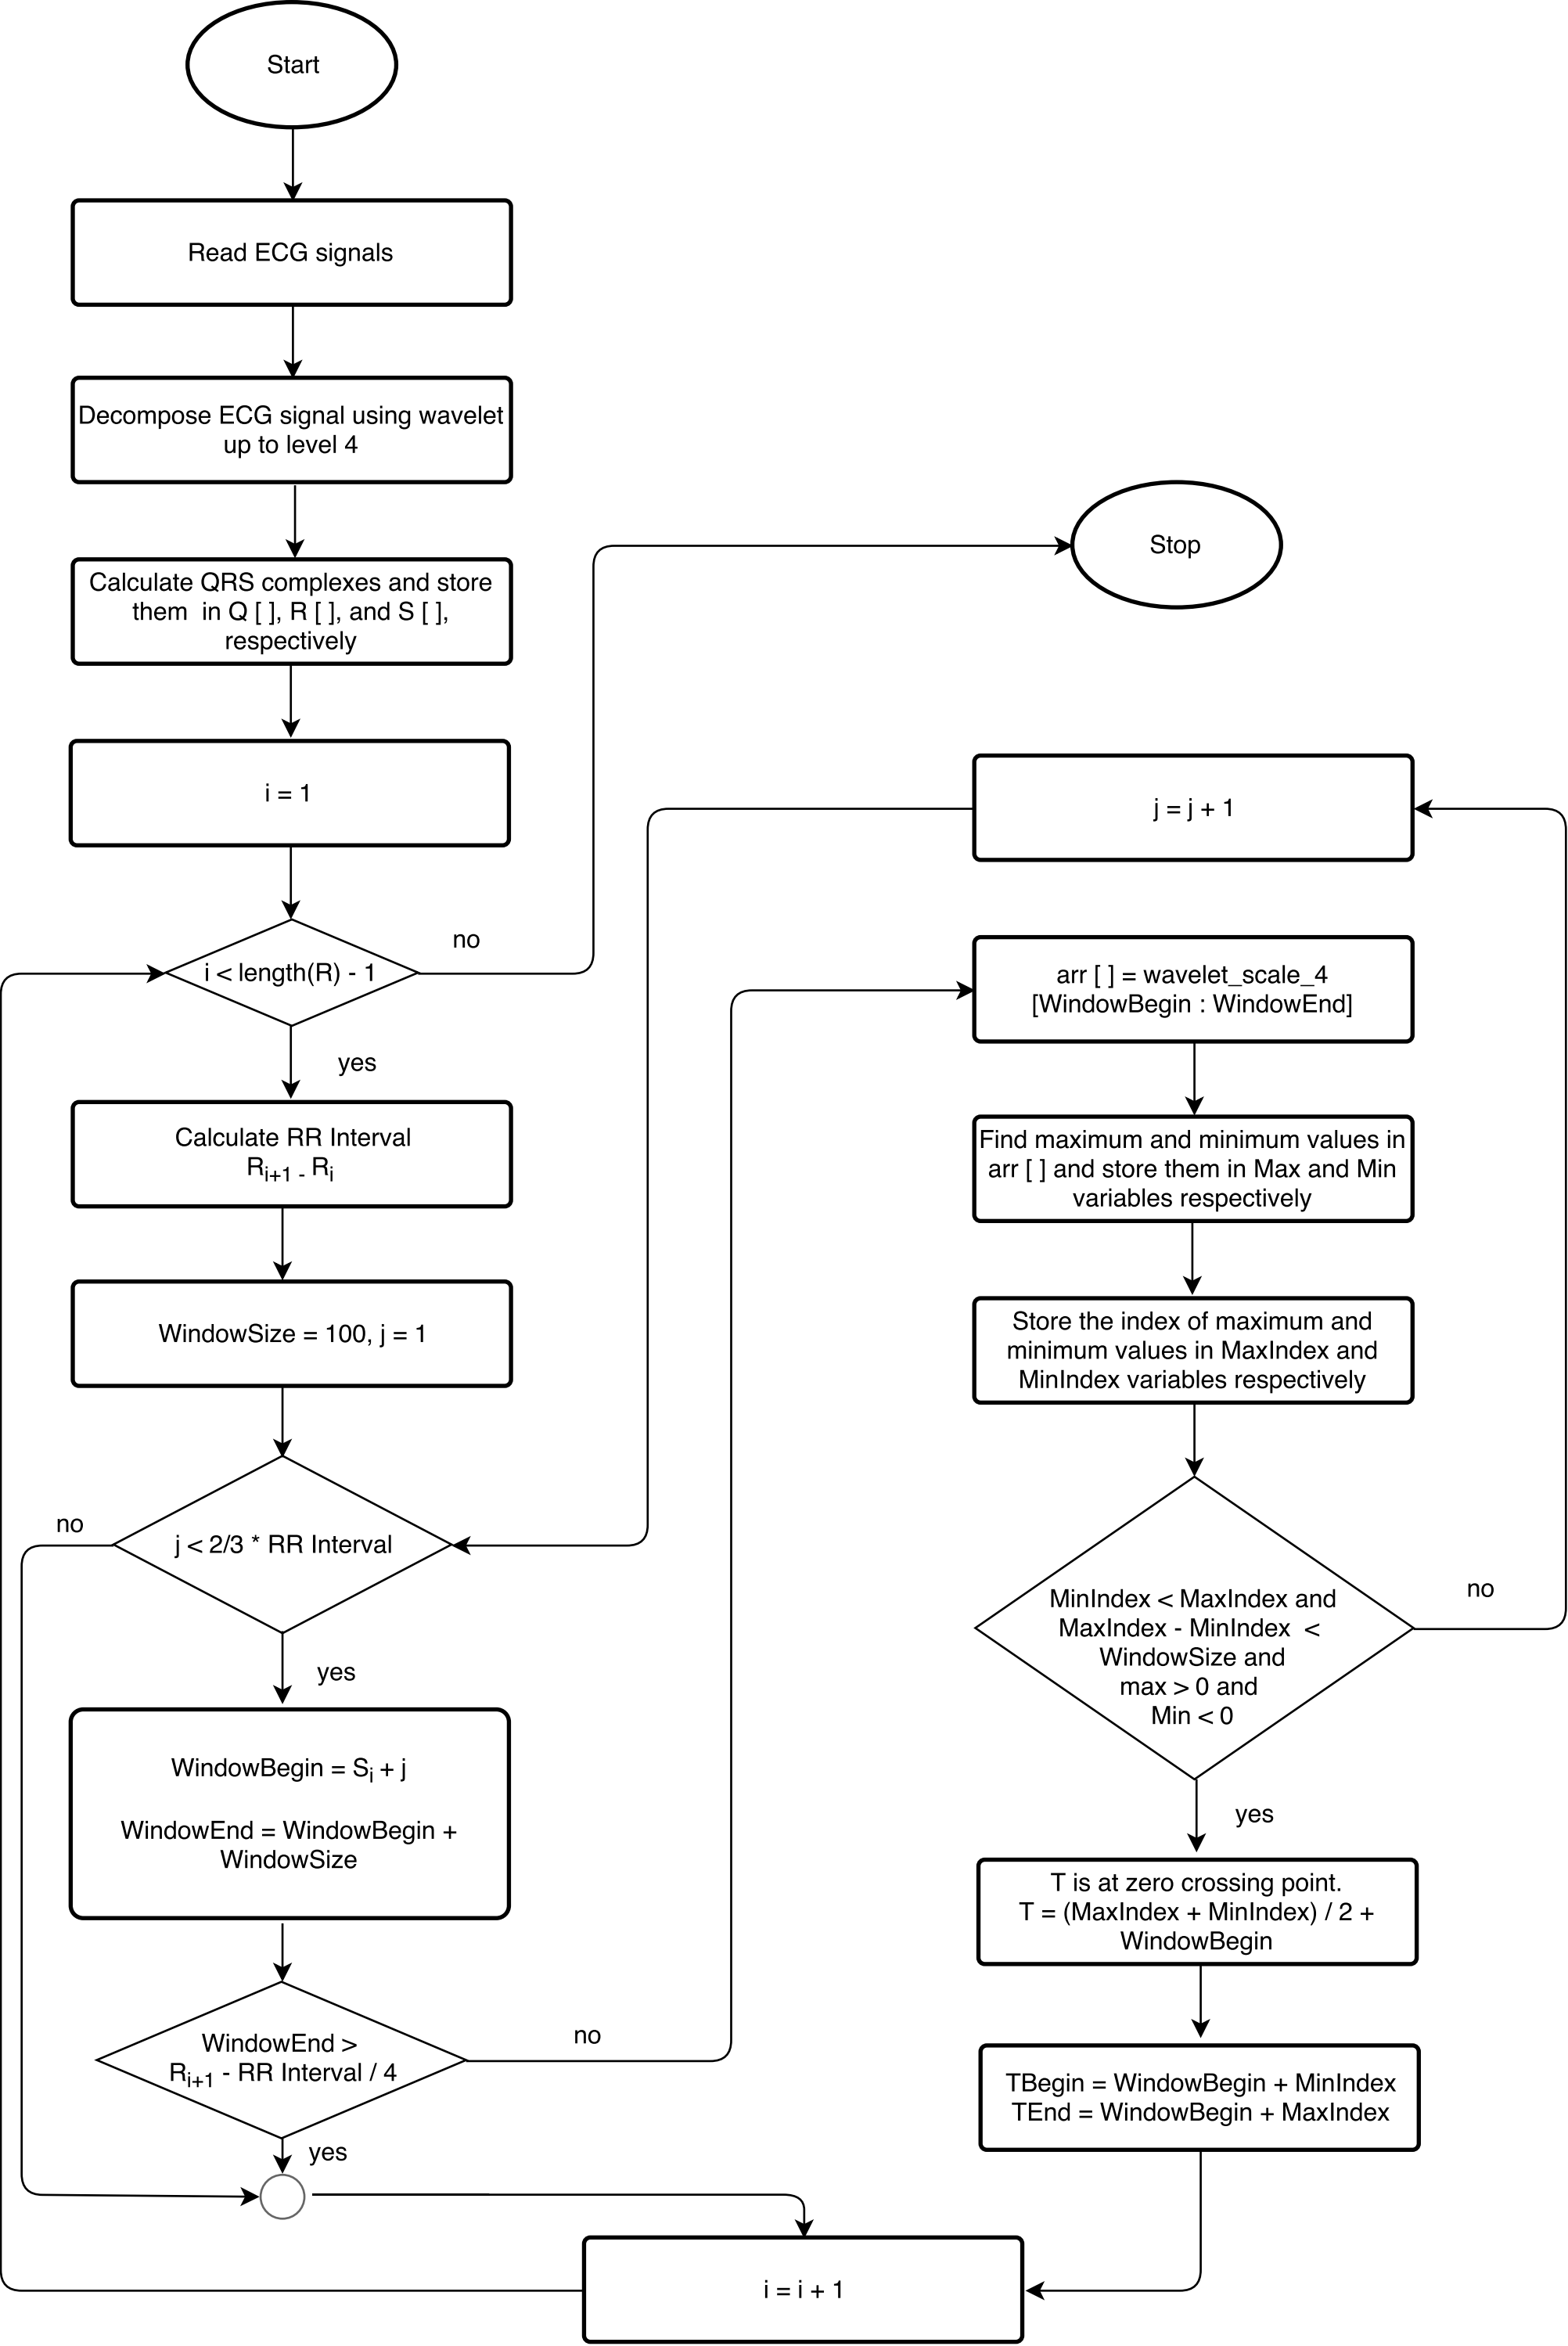 Start
Read ECG signals
Decompose ECG signal using wavelet
up to level 4
Calculate QRS complexes and store
them in Q [ ], R [ ], and S [ ],
respectively
i = 1
i < length(R) - 1
no
yes
Calculate RR Interval
Ri+1 - Ri
WindowSize = 100, j = 1
j < 2/3 * RR Interval
no
yes
WindowBegin = Si + j
WindowEnd = WindowBegin +
WindowSize
WindowEnd >
Ri+1 - RR Interval / 4
no
yes
i = i + 1
Stop
j = j + 1
arr [ ] = wavelet_scale_4
[WindowBegin : WindowEnd]
Find maximum and minimum values in
arr [ ] and store them in Max and Min
variables respectively
Store the index of maximum and
minimum values in MaxIndex and
MinIndex variables respectively
MinIndex < MaxIndex and
MaxIndex - MinIndex <
WindowSize and
max > 0 and
Min < 0
no
yes
T is at zero crossing point.
T = (MaxIndex + MinIndex) / 2 +
WindowBegin
TBegin = WindowBegin + MinIndex
TEnd = WindowBegin + MaxIndex